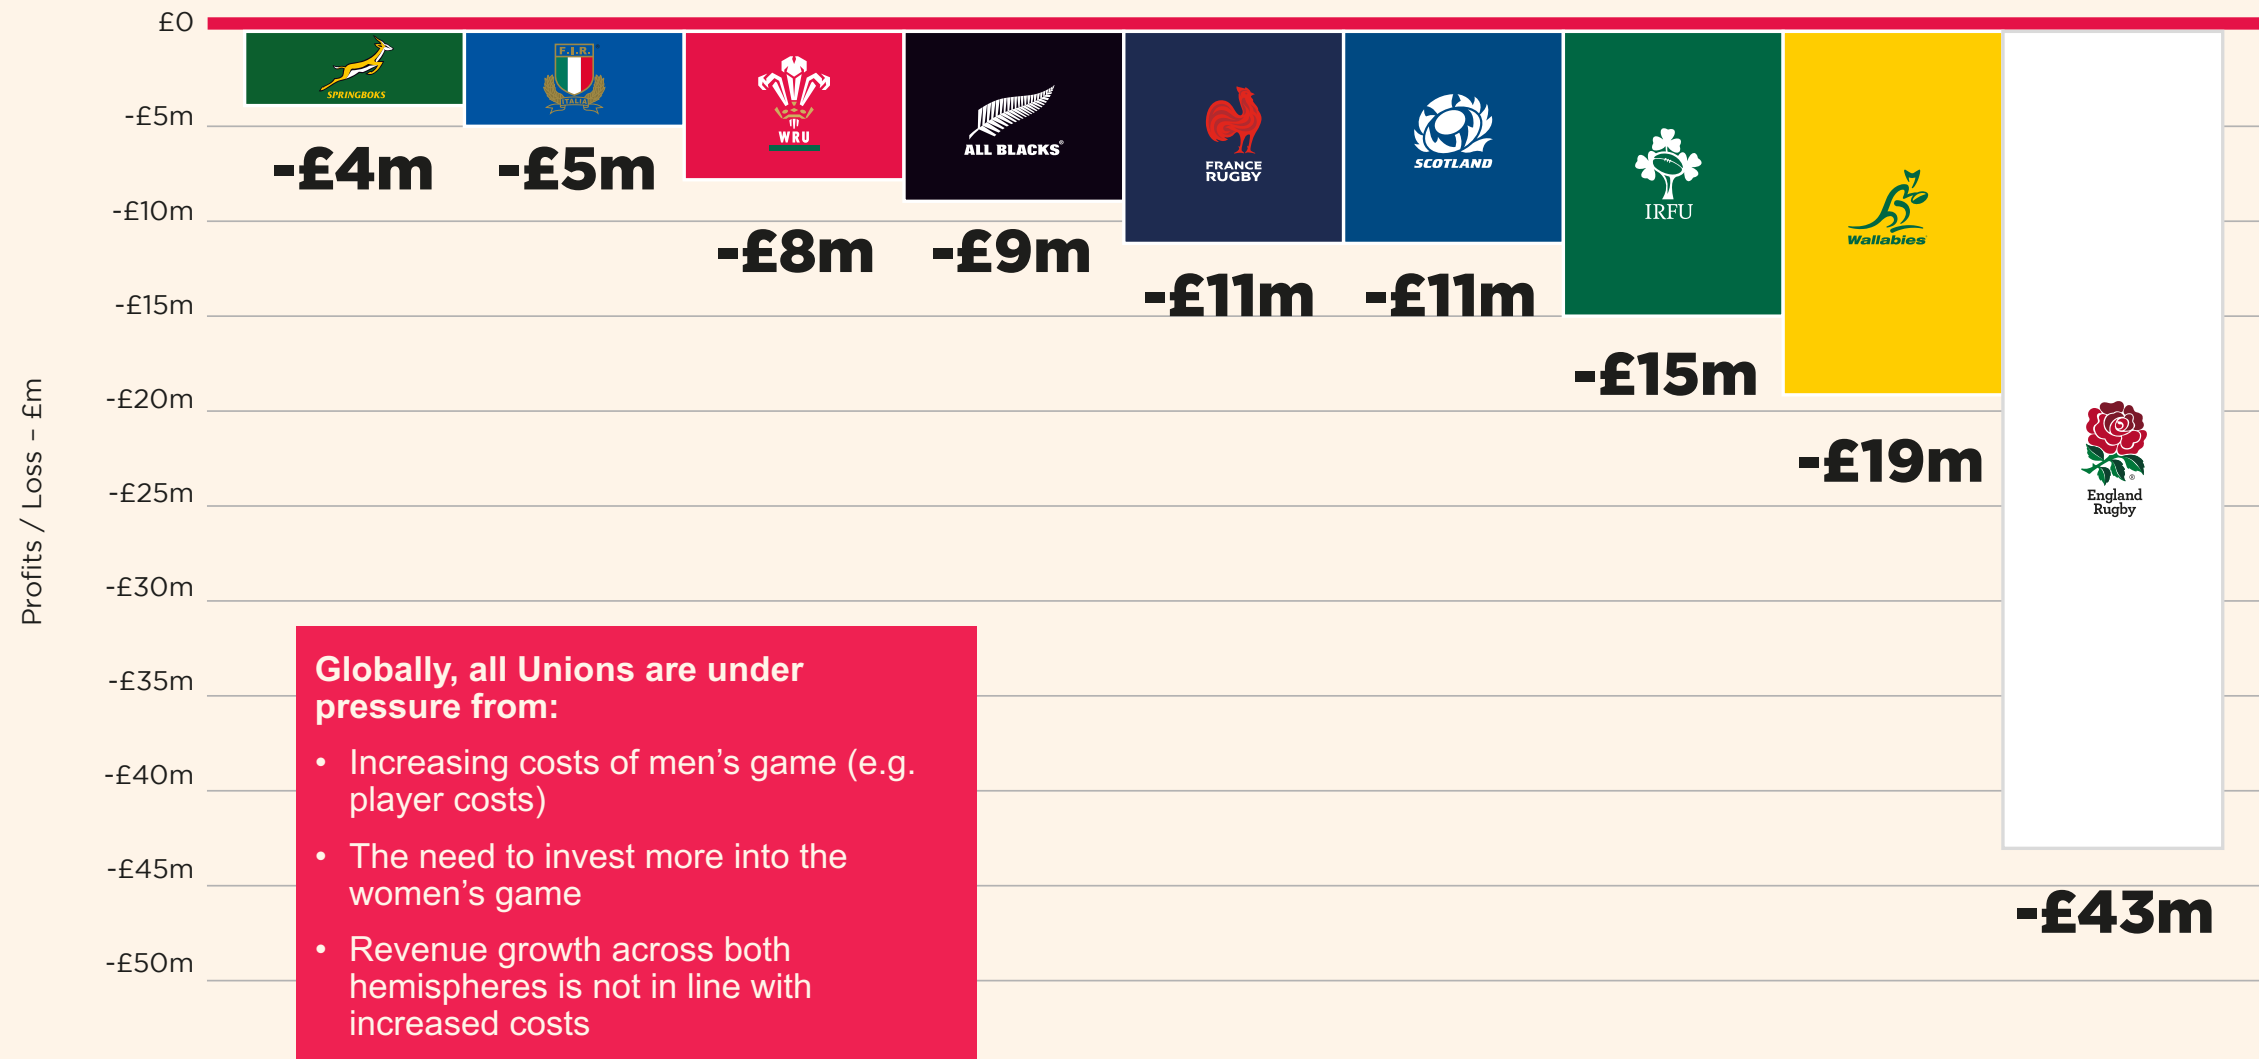 £0
-£5m
-£10m
-£15m
-£20m
-£25m
-£30m
-£35m
-£40m
-£45m
-£50m
Profits / Loss – £m
SPRINGBOKS
F.I.R.
ITALIA
WRU
ALL BLACKS®
FRANCE
RUGBY
SCOTLAND
IRFU
Wallabies
®
England
Rugby
-£4m
-£5m
-£8m
-£9m
-£11m
-£11m
-£15m
-£19m
-£43m
Globally, all Unions are under
pressure from:
• Increasing costs of men’s game (e.g.
player costs)
• The need to invest more into the
women’s game
• Revenue growth across both
hemispheres is not in line with
increased costs